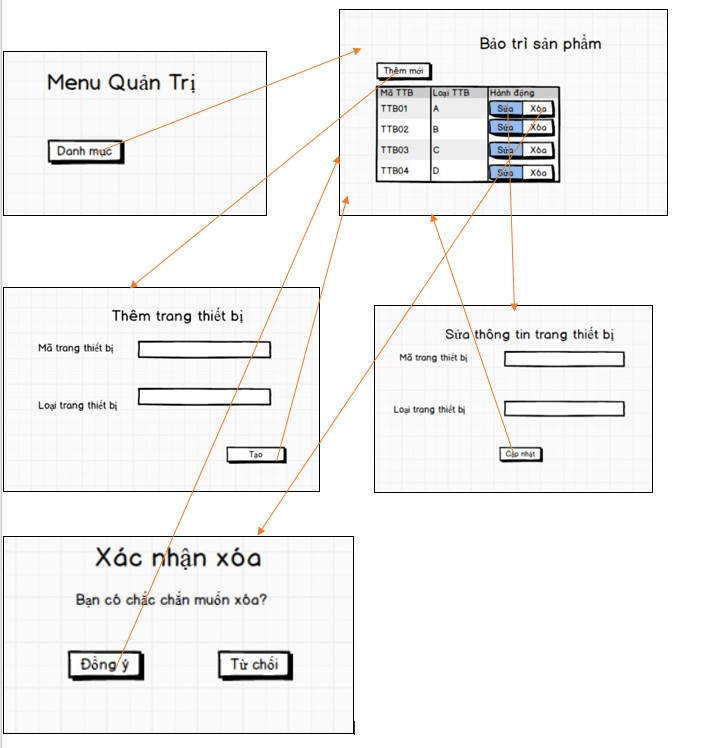 Menu Quản Trị
Danh mục
Bảo trì sản phẩm
Thêm mới
Mã TTB Loại TTB Hành động
TTB01 A Sửa Xóa
TTB02 B Sửa Xóa
TTB03 C Sửa Xóa
TTB04 D Sửa Xóa
Thêm trang thiết bị
Mã trang thiết bị
Loại trang thiết bị
Tạo
Sửa thông tin trang thiết bị
Mã trang thiết bị
Loại trang thiết bị
Cập nhật
Xác nhận xóa
Bạn có chắc chắn muốn xóa?
Đồng ý Từ chối